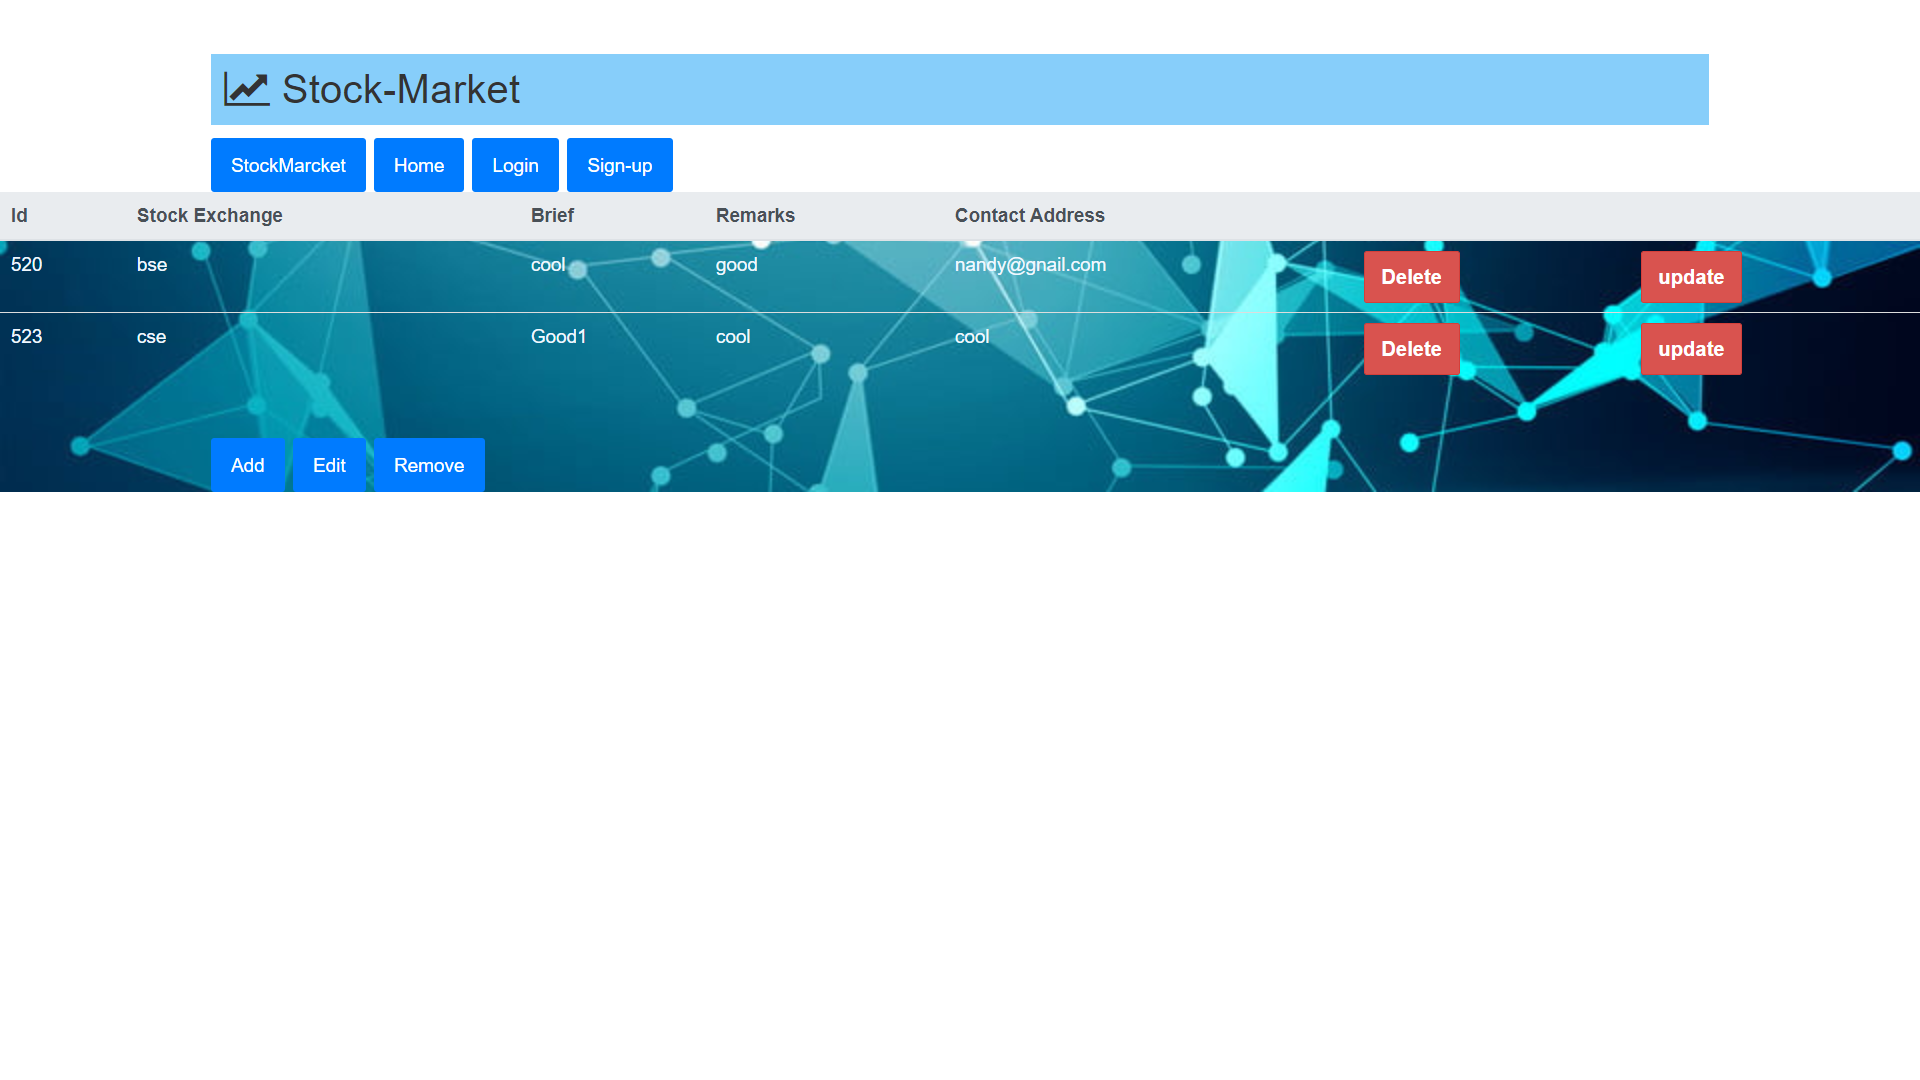 Stock-Market
StockMarcket Home Login Sign-up
Id Stock Exchange Brief Remarks Contact Address
520 bse cool good nandy@gnail.com Delete update
523 cse Good1 cool cool Delete update
Add Edit Remove